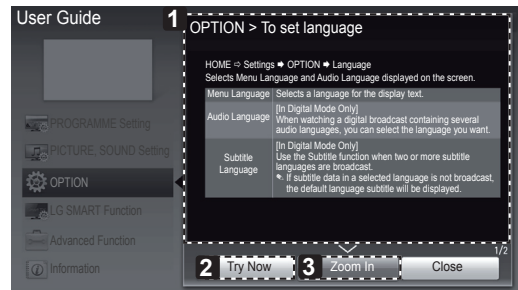 User Guide
1
OPTION > To set language
HOME ⇨ Settings ➡ OPTION ➡ Language
Selects Menu Language and Audio Language displayed on the screen.
Menu Language Selects a language for the display text.
Audio Language
[In Digital Mode Only]
When watching a digital broadcast containing several
audio languages, you can select the language you want.
Subtitle
Language
[In Digital Mode Only]
Use the Subtitle function when two or more subtitle
languages are broadcast.
✎ If subtitle data in a selected language is not broadcast,
the default language subtitle will be displayed.
PROGRAMME Setting
PICTURE, SOUND Setting
OPTION
LG SMART Function
Advanced Function
Information
1/2
2 Try Now
3 Zoom In
Close